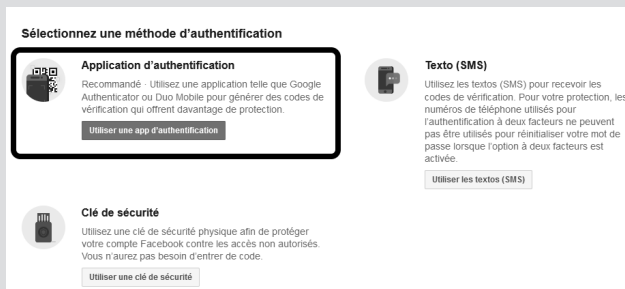 Sélectionnez une méthode d'authentification
Application d'authentification
Recommandé · Utilisez une application telle que Google
Authenticator ou Duo Mobile pour générer des codes de
vérification qui offrent davantage de protection.
Utiliser une app d'authentification
Texto (SMS)
Utilisez les textos (SMS) pour recevoir les
codes de vérification. Pour votre protection, les
numéros de téléphone utilisés pour
l'authentification à deux facteurs ne peuvent
pas être utilisés pour réinitialiser votre mot de
passe lorsque l'option à deux facteurs est
activée.
Utiliser les textos (SMS)
Clé de sécurité
Utilisez une clé de sécurité physique afin de protéger
votre compte Facebook contre les accès non autorisés.
Vous n'aurez pas besoin d'entrer de code.
Utiliser une clé de sécurité